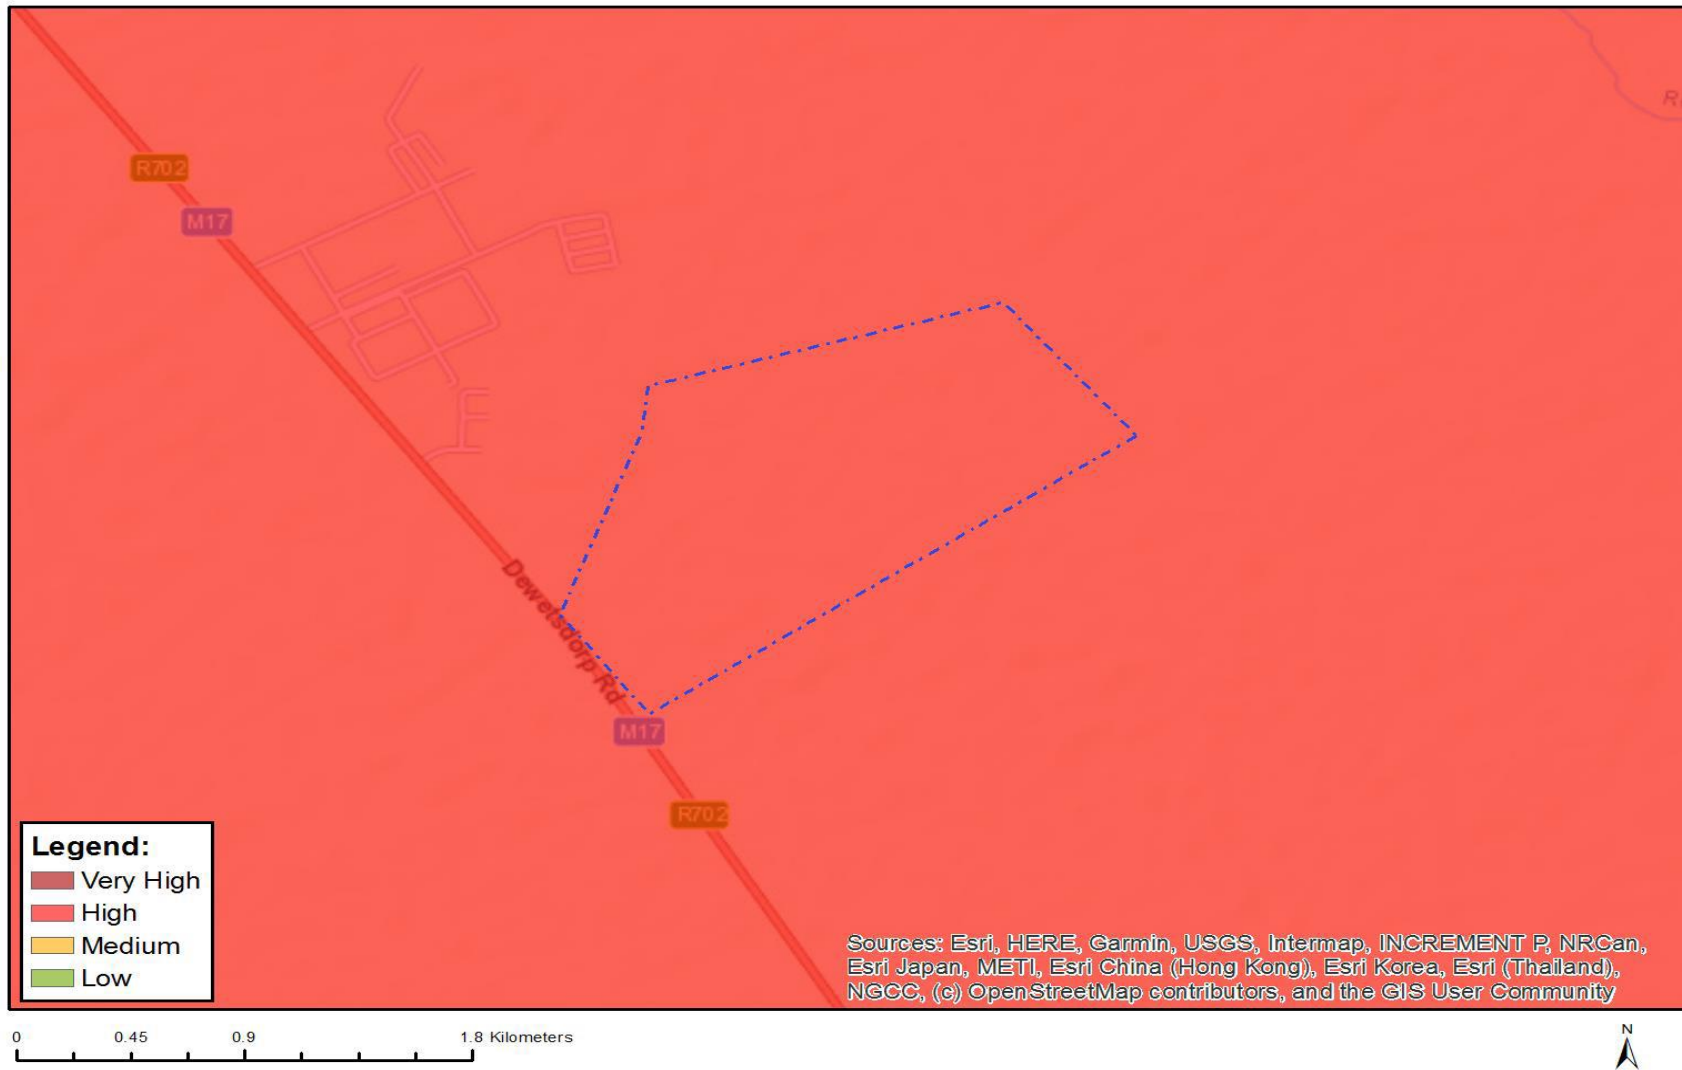 R702
M17
Dewetsdorp Rd
M17
R702
Legend:
Very High
High
Medium
Low
Sources: Esri, HERE, Garmin, USGS, Intermap, INCREMENT P, NRCan,
Esri Japan, METI, Esri China (Hong Kong), Esri Korea, Esri (Thailand),
NGCC, (c) OpenStreetMap contributors, and the GIS User Community
0 0.45 0.9 1.8 Kilometers
N